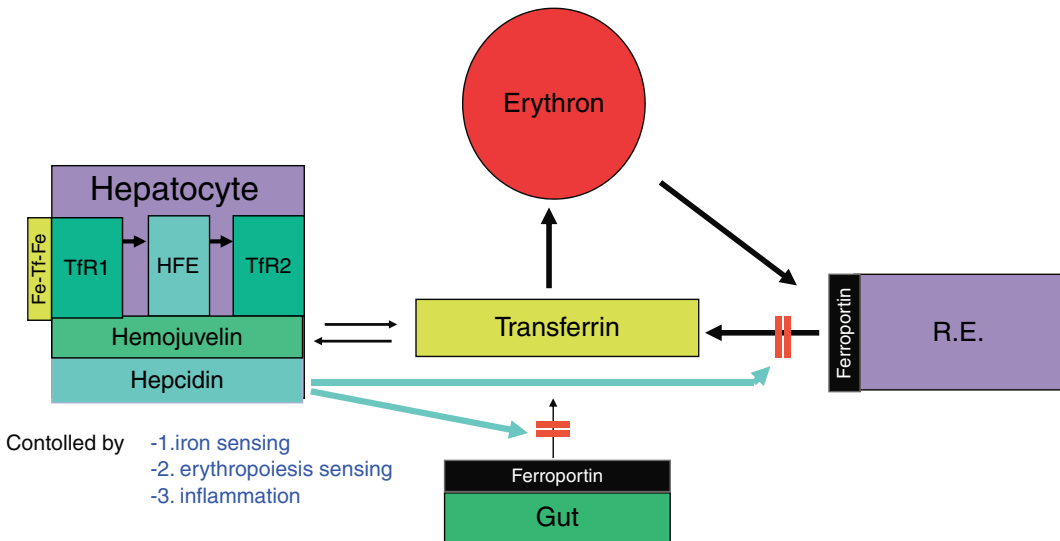 Erythron
Hepatocyte
Fe-Tf-Fe
TfR1
HFE
TfR2
Hemojuvelin
Hepcidin
Transferrin
Ferroportin
R.E.
Contolled by
-1.iron sensing
-2. erythropoiesis sensing
-3. inflammation
Ferroportin
Gut